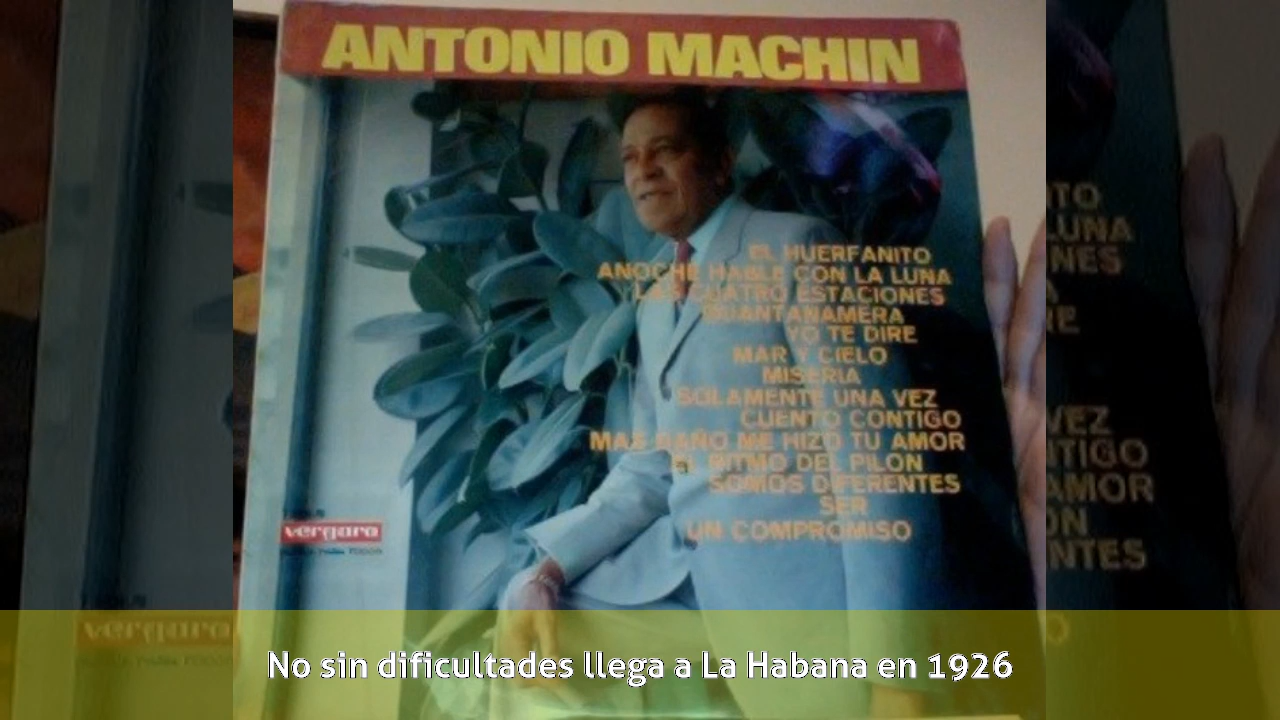 ANTONIO MACHIN
EL HUERFANITO
ANOCHE HABLE CON LA LUNA
LAS CUATRO ESTACIONES
GUANTANAMERA
YO TE DIRE
MAR Y CIELO
MISERIA
SOLAMENTE UNA VEZ
CUENTO CONTIGO
MAS DAÑO ME HIZO TU AMOR
EL RITMO DEL PILON
SOMOS DIFERENTES
SER
UN COMPROMISO
vergara
No sin dificultades llega a La Habana en 1926